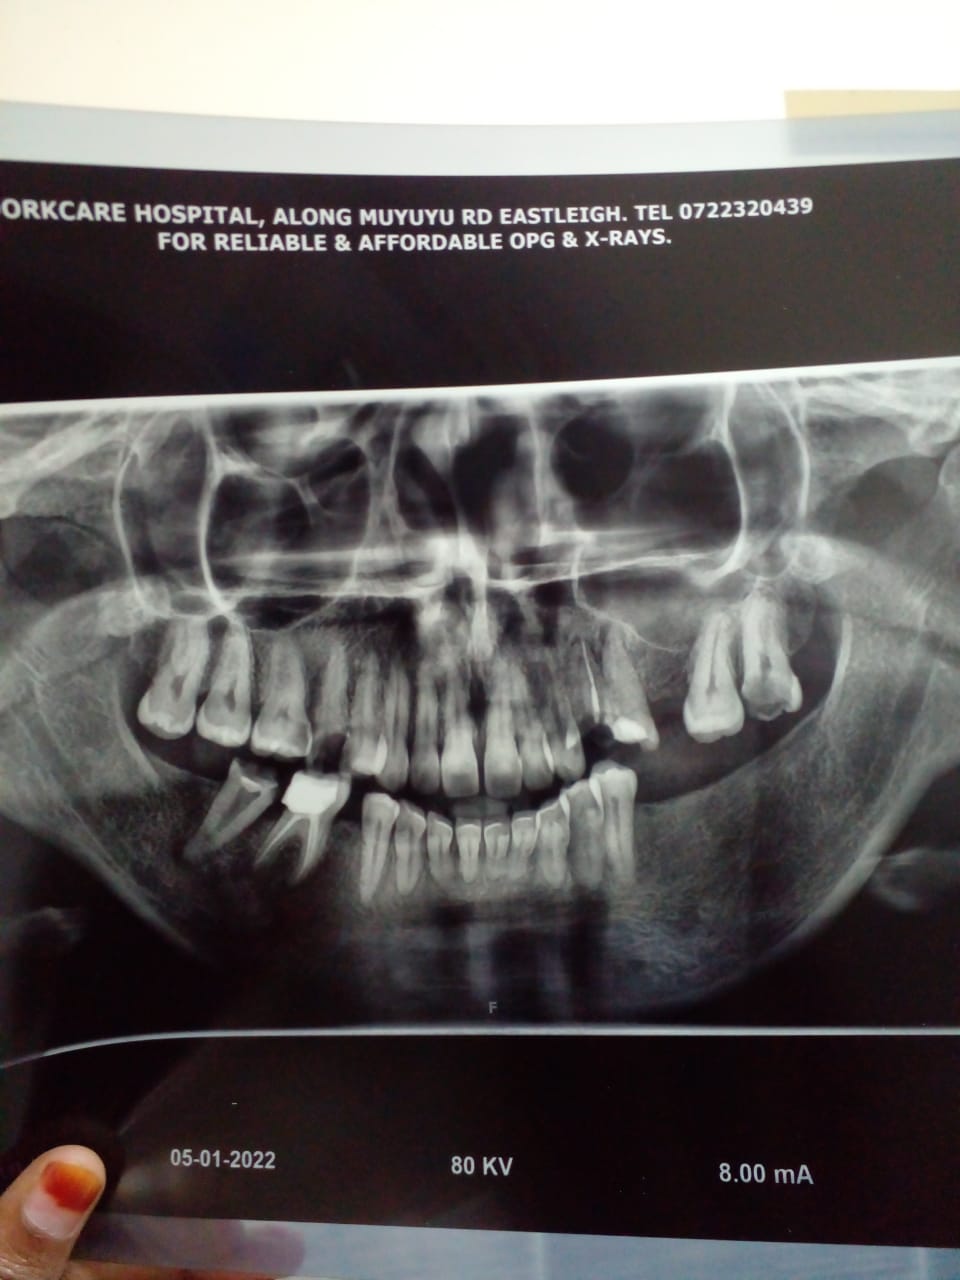 ORKCARE HOSPITAL, ALONG MUYUYU RD EASTLEIGH. TEL 0722320439
FOR RELIABLE & AFFORDABLE OPG & X-RAYS.
F
05-01-2022 80 KV 8.00 mA